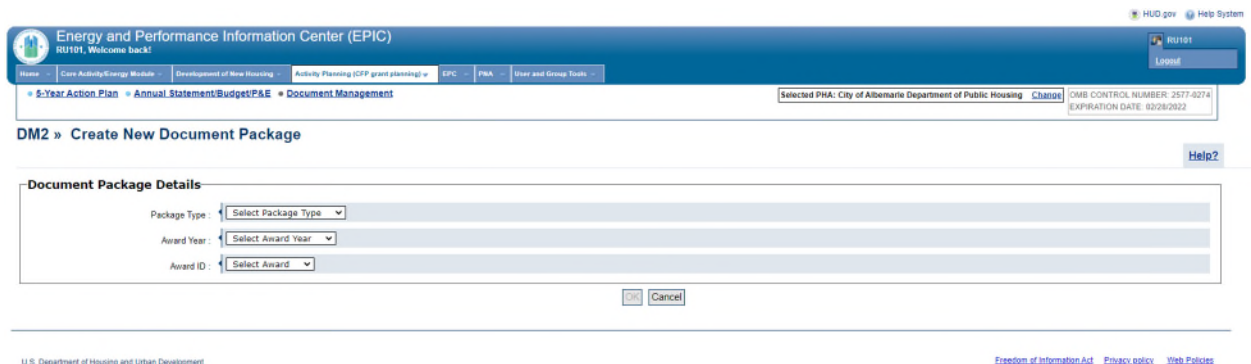 HUD.gov Help System
Energy and Performance Information Center (EPIC)
RU101, Welcome back!
RU101
Logout
Home Core Activity/Energy Module Development of New Housing Activity Planning (CFP grant planning) EPC PNA User and Group Tools
5-Year Action Plan Annual Statement/Budget/P&E Document Management
Selected PHA: City of Albemarle Department of Public Housing Change
OMB CONTROL NUMBER: 2577-0274
EXPIRATION DATE: 02/28/2022
DM2 » Create New Document Package
Help?
Document Package Details
Package Type : Select Package Type
Award Year : Select Award Year
Award ID : Select Award
OK Cancel
U.S. Department of Housing and Urban Development
Freedom of Information Act Privacy policy Web Policies